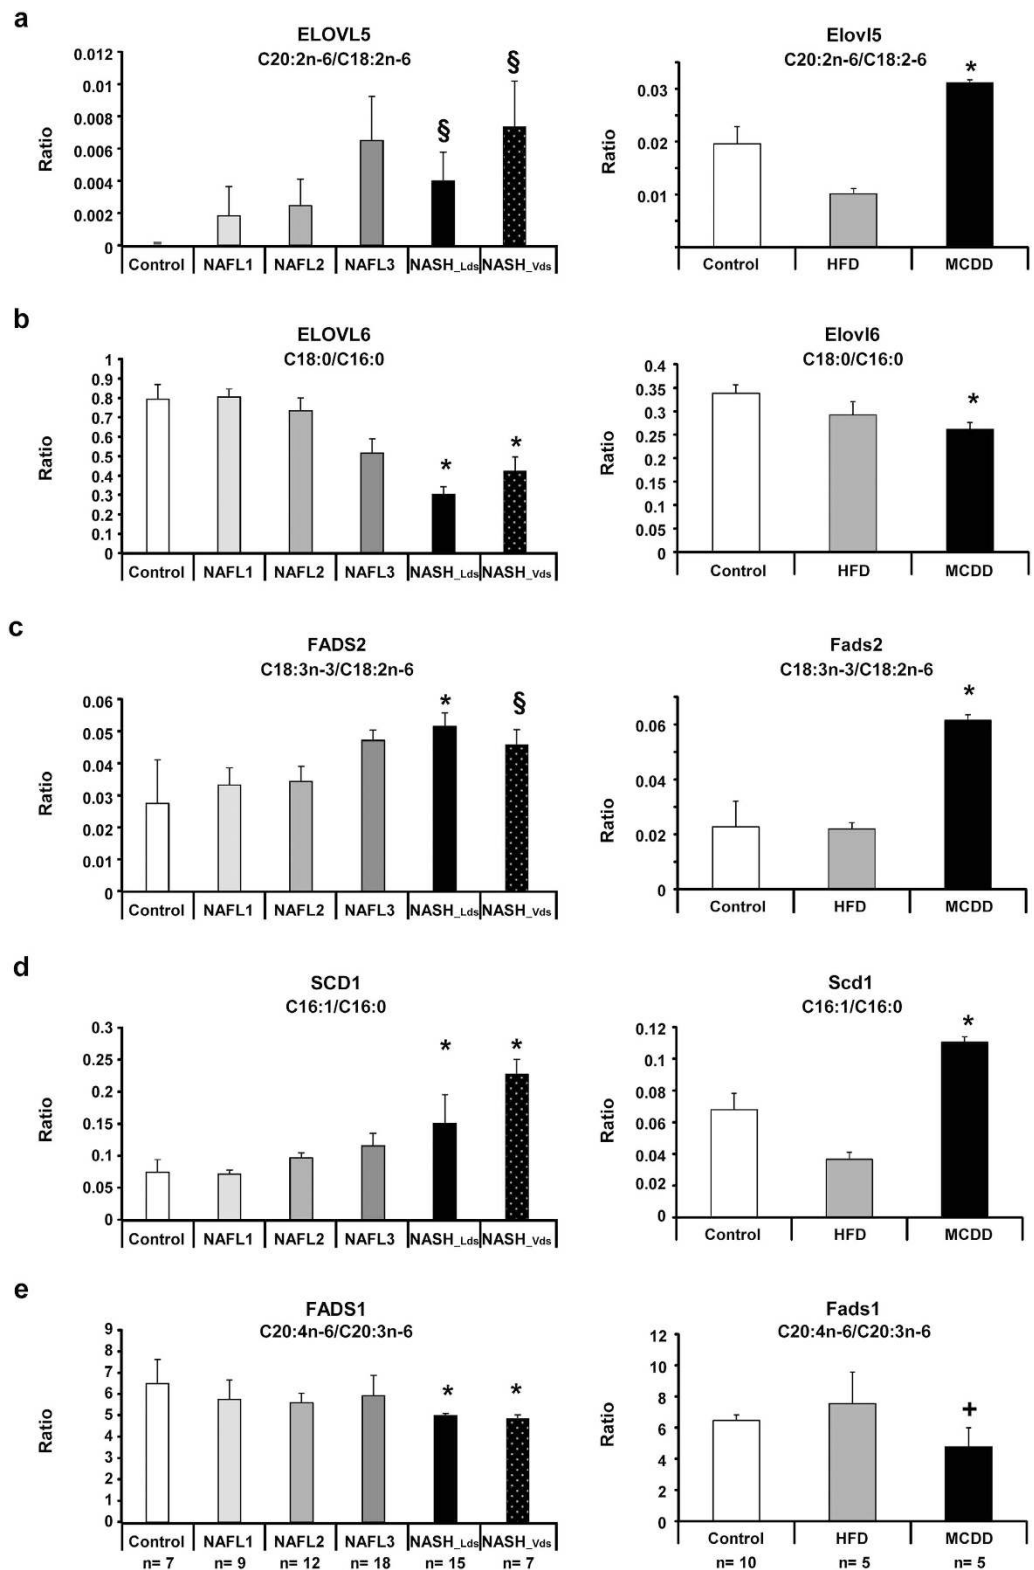 a
ELOVL5
C20:2n-6/C18:2n-6
Ratio
0.012
0.01
0.008
0.006
0.004
0.002
0
§
§
Control NAFL1 NAFL2 NAFL3 NASH_Lds NASH_Vds
Elovl5
C20:2n-6/C18:2-6
Ratio
0.03
0.02
0.01
0
*
Control HFD MCDD
b
ELOVL6
C18:0/C16:0
Ratio
1
0.9
0.8
0.7
0.6
0.5
0.4
0.3
0.2
0.1
0
*
*
Control NAFL1 NAFL2 NAFL3 NASH_Lds NASH_Vds
Elovl6
C18:0/C16:0
Ratio
0.4
0.35
0.3
0.25
0.2
0.15
0.1
0.05
0
*
Control HFD MCDD
c
FADS2
C18:3n-3/C18:2n-6
Ratio
0.06
0.05
0.04
0.03
0.02
0.01
0
*
§
Control NAFL1 NAFL2 NAFL3 NASH_Lds NASH_Vds
Fads2
C18:3n-3/C18:2n-6
Ratio
0.06
0.04
0.02
0
*
Control HFD MCDD
d
SCD1
C16:1/C16:0
Ratio
0.3
0.25
0.2
0.15
0.1
0.05
0
*
*
Control NAFL1 NAFL2 NAFL3 NASH_Lds NASH_Vds
Scd1
C16:1/C16:0
Ratio
0.12
0.1
0.08
0.06
0.04
0.02
0
*
Control HFD MCDD
e
FADS1
C20:4n-6/C20:3n-6
Ratio
9
8
7
6
5
4
3
2
1
0
*
*
Control NAFL1 NAFL2 NAFL3 NASH_Lds NASH_Vds
n= 7 n= 9 n= 12 n= 18 n= 15 n= 7
Fads1
C20:4n-6/C20:3n-6
Ratio
12
10
8
6
4
2
0
+
Control HFD MCDD
n= 10 n= 5 n= 5